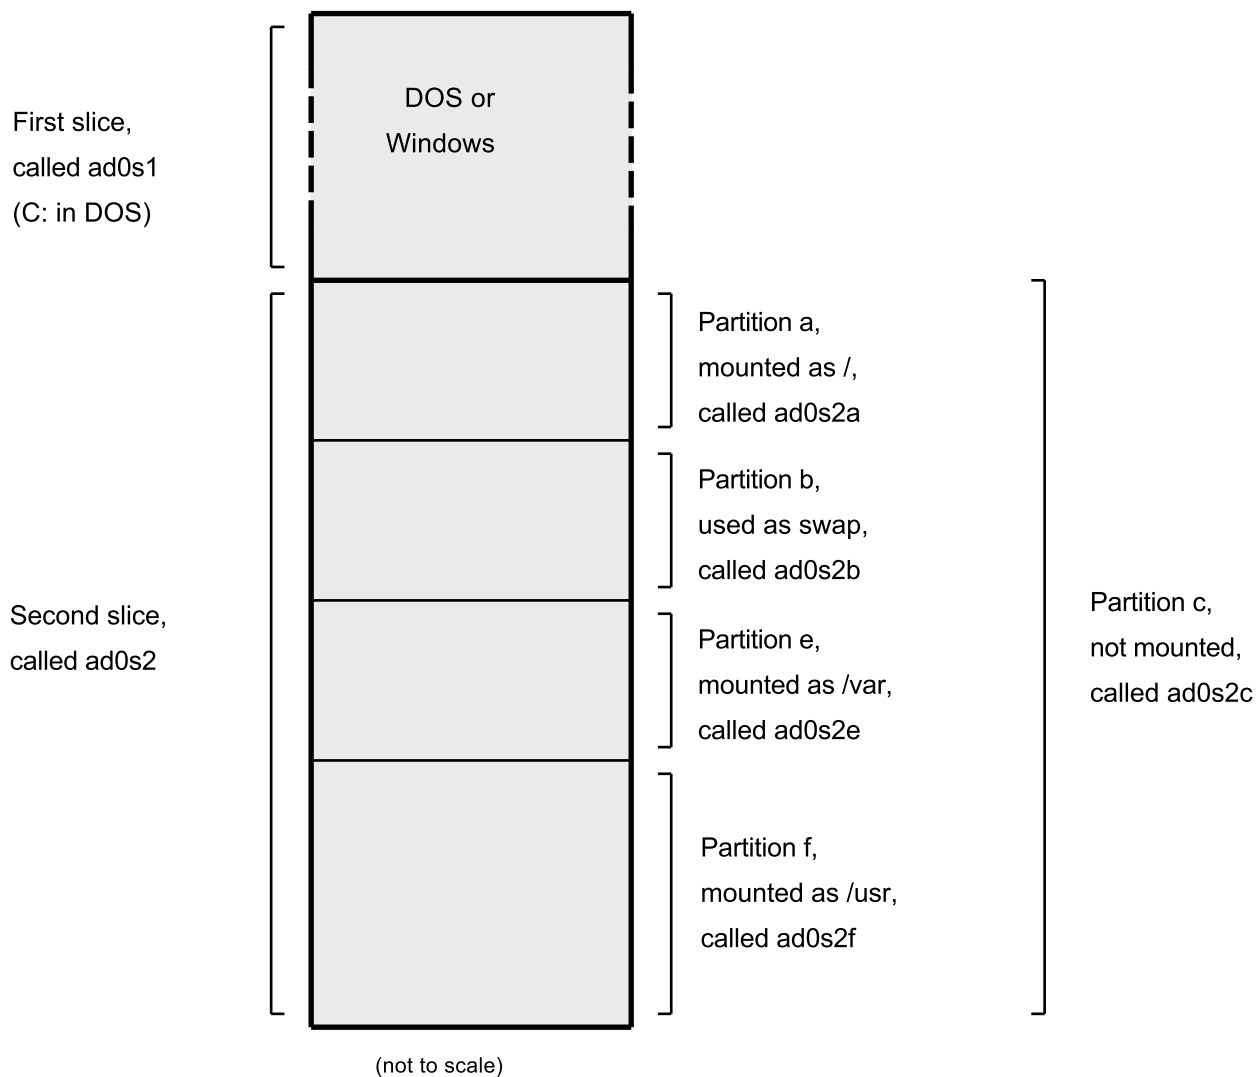 DOS or
Windows
First slice,
called ad0s1
(C: in DOS)
Partition a,
mounted as /,
called ad0s2a
Partition b,
used as swap,
called ad0s2b
Second slice,
called ad0s2
Partition e,
mounted as /var,
called ad0s2e
Partition c,
not mounted,
called ad0s2c
Partition f,
mounted as /usr,
called ad0s2f
(not to scale)